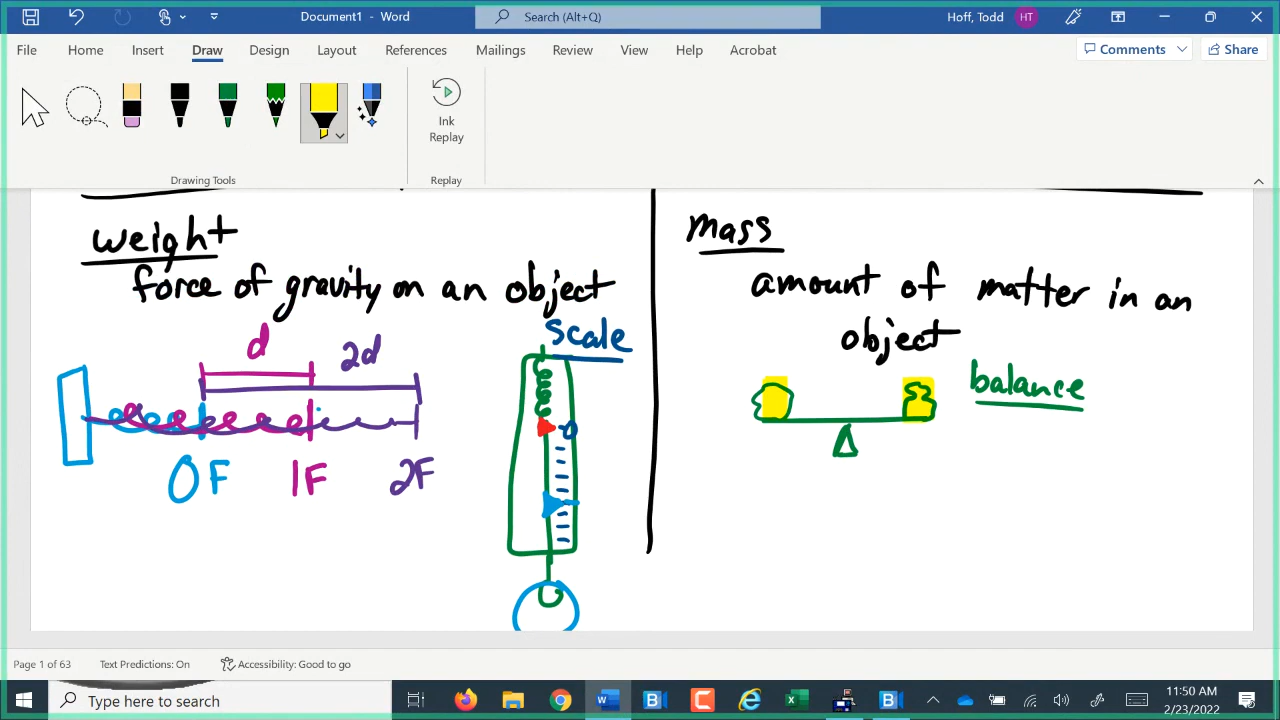 Document1 - Word
Search (Alt+Q)
Hoff, Todd
HT
File Home Insert Draw Design Layout References Mailings Review View Help Acrobat
Comments
Share
Ink
Replay
Drawing Tools
Replay
weight
force of gravity on an object
scale
d
2d
0F
1F
2F
0
mass
amount of matter in an
object
balance
Page 1 of 63
Text Predictions: On
Accessibility: Good to go
Type here to search
11:50 AM
2/23/2022